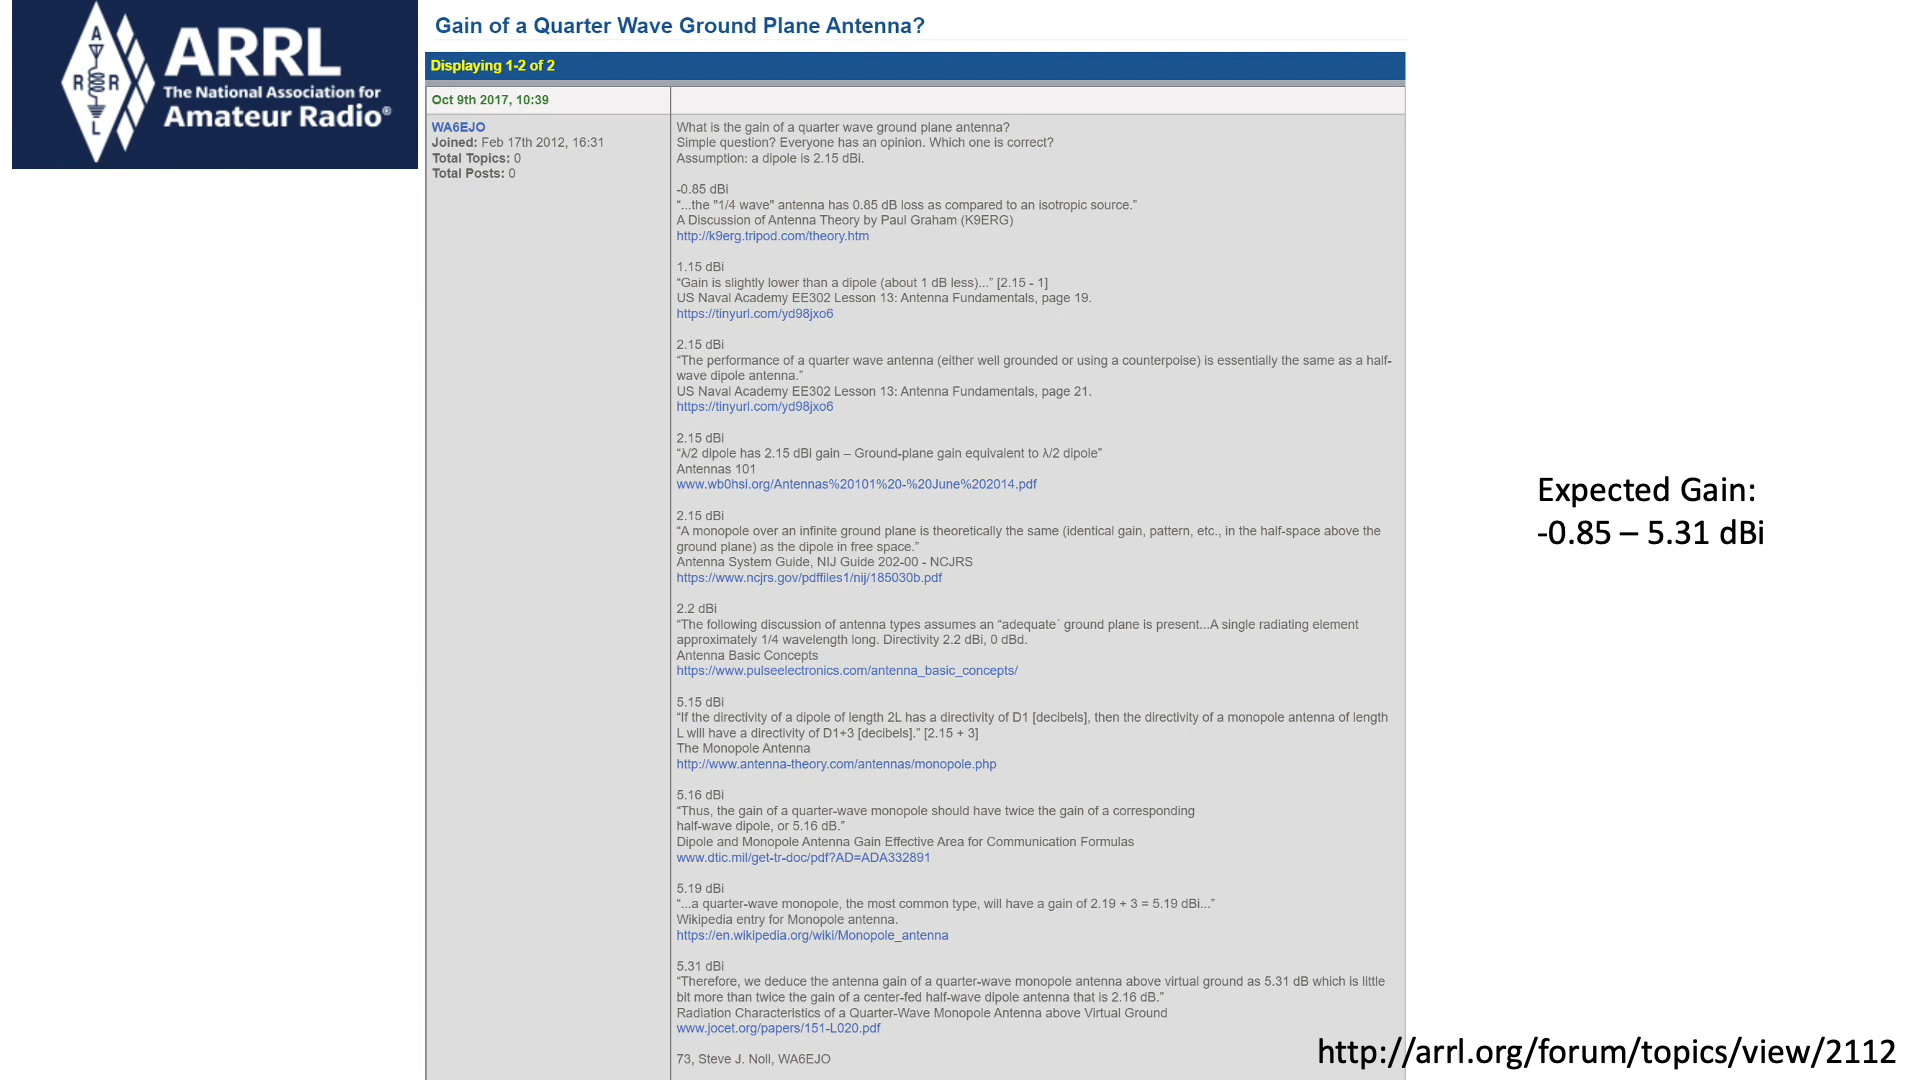 A
R R
L
ARRL
The National Association for
Amateur Radio®
Gain of a Quarter Wave Ground Plane Antenna?
Displaying 1-2 of 2
Oct 9th 2017, 10:39
WA6EJO
Joined: Feb 17th 2012, 16:31
Total Topics: 0
Total Posts: 0
What is the gain of a quarter wave ground plane antenna?
Simple question? Everyone has an opinion. Which one is correct?
Assumption: a dipole is 2.15 dBi.
-0.85 dBi
“...the "1/4 wave" antenna has 0.85 dB loss as compared to an isotropic source.”
A Discussion of Antenna Theory by Paul Graham (K9ERG)
http://k9erg.tripod.com/theory.htm
1.15 dBi
“Gain is slightly lower than a dipole (about 1 dB less)...” [2.15 - 1]
US Naval Academy EE302 Lesson 13: Antenna Fundamentals, page 19.
https://tinyurl.com/yd98jxo6
2.15 dBi
“The performance of a quarter wave antenna (either well grounded or using a counterpoise) is essentially the same as a half-
wave dipole antenna.”
US Naval Academy EE302 Lesson 13: Antenna Fundamentals, page 21.
https://tinyurl.com/yd98jxo6
2.15 dBi
“λ/2 dipole has 2.15 dBi gain – Ground-plane gain equivalent to λ/2 dipole”
Antennas 101
www.wb0hsi.org/Antennas%20101%20-%20June%202014.pdf
2.15 dBi
“A monopole over an infinite ground plane is theoretically the same (identical gain, pattern, etc., in the half-space above the
ground plane) as the dipole in free space.”
Antenna System Guide, NIJ Guide 202-00 - NCJRS
https://www.ncjrs.gov/pdffiles1/nij/185030b.pdf
2.2 dBi
“The following discussion of antenna types assumes an “adequate´ ground plane is present...A single radiating element
approximately 1/4 wavelength long. Directivity 2.2 dBi, 0 dBd.
Antenna Basic Concepts
https://www.pulseelectronics.com/antenna_basic_concepts/
5.15 dBi
“If the directivity of a dipole of length 2L has a directivity of D1 [decibels], then the directivity of a monopole antenna of length
L will have a directivity of D1+3 [decibels].” [2.15 + 3]
The Monopole Antenna
http://www.antenna-theory.com/antennas/monopole.php
5.16 dBi
“Thus, the gain of a quarter-wave monopole should have twice the gain of a corresponding
half-wave dipole, or 5.16 dB.”
Dipole and Monopole Antenna Gain Effective Area for Communication Formulas
www.dtic.mil/get-tr-doc/pdf?AD=ADA332891
5.19 dBi
“...a quarter-wave monopole, the most common type, will have a gain of 2.19 + 3 = 5.19 dBi...”
Wikipedia entry for Monopole antenna.
https://en.wikipedia.org/wiki/Monopole_antenna
5.31 dBi
“Therefore, we deduce the antenna gain of a quarter-wave monopole antenna above virtual ground as 5.31 dB which is little
bit more than twice the gain of a center-fed half-wave dipole antenna that is 2.16 dB.”
Radiation Characteristics of a Quarter-Wave Monopole Antenna above Virtual Ground
www.jocet.org/papers/151-L020.pdf
73, Steve J. Noll, WA6EJO
Expected Gain:
-0.85 – 5.31 dBi
http://arrl.org/forum/topics/view/2112